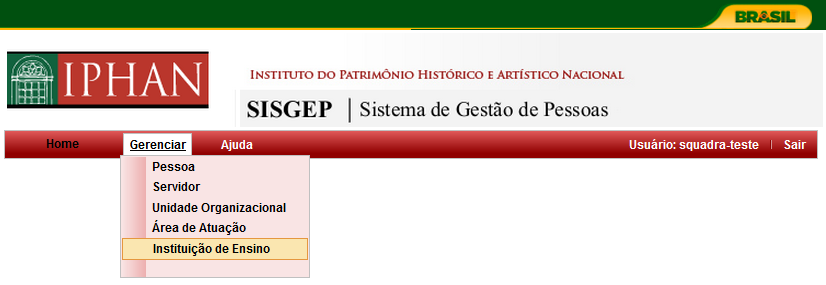 BRASIL
IPHAN
INSTITUTO DO PATRIMÔNIO HISTÓRICO E ARTÍSTICO NACIONAL
SISGEP | Sistema de Gestão de Pessoas
Home Gerenciar Ajuda Usuário: squadra-teste | Sair
Pessoa
Servidor
Unidade Organizacional
Área de Atuação
Instituição de Ensino